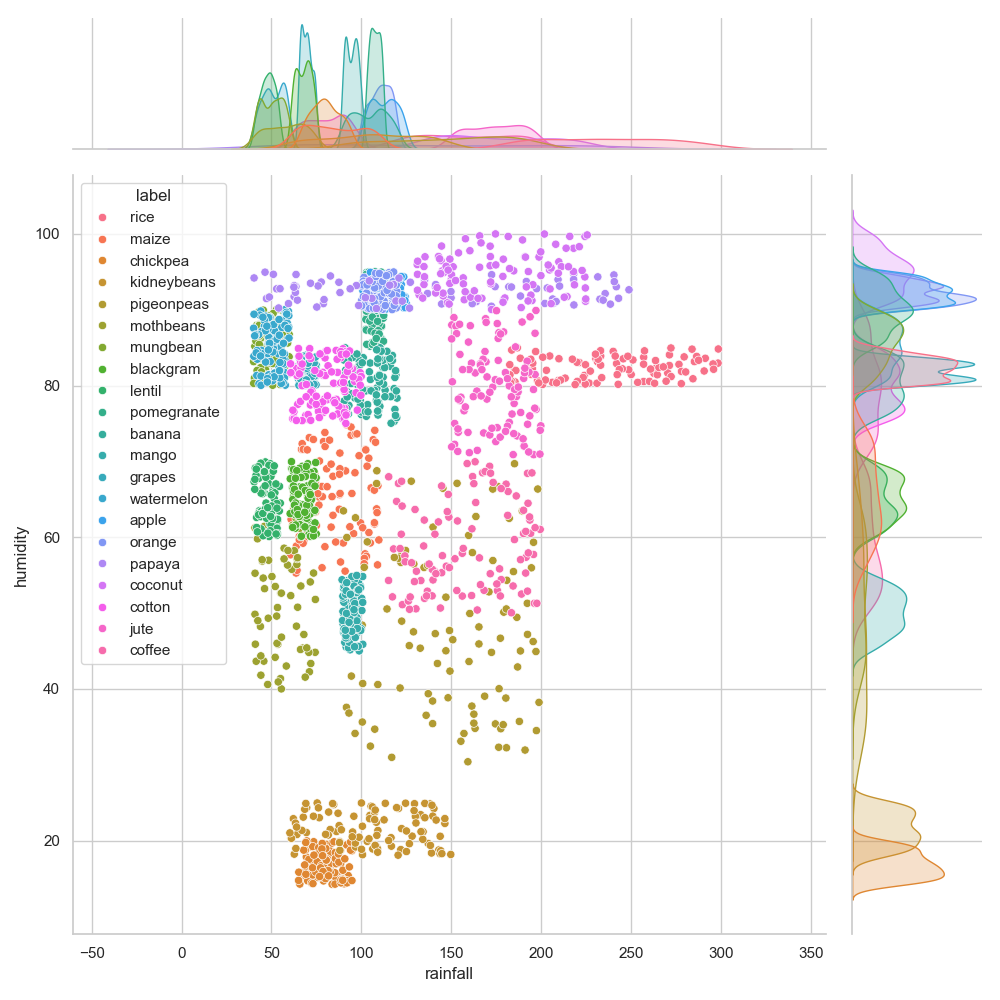 label
rice
maize
chickpea
kidneybeans
pigeonpeas
mothbeans
mungbean
blackgram
lentil
pomegranate
banana
mango
grapes
watermelon
apple
orange
papaya
coconut
cotton
jute
coffee
100
80
60
40
20
humidity
−50
0
50
100
150
200
250
300
350
rainfall